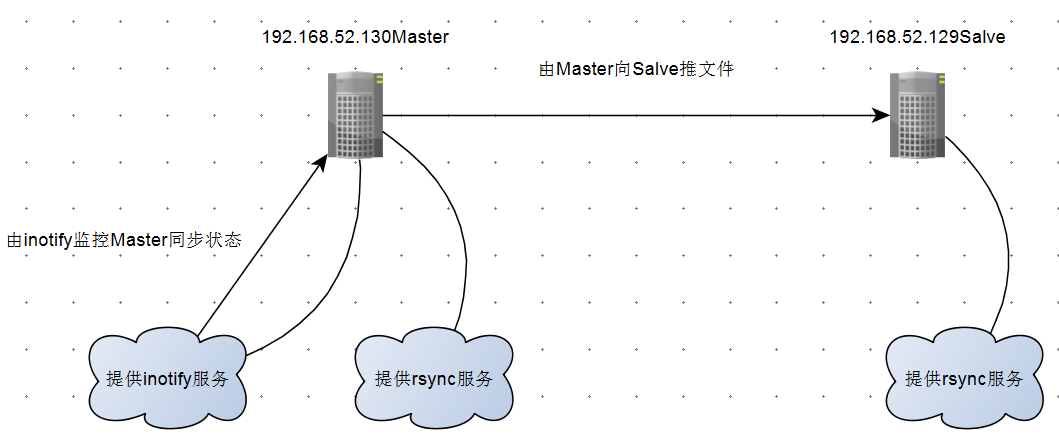 192.168.52.130Master
192.168.52.129Salve
由Master向Salve推文件
由inotify监控Master同步状态
提供inotify服务
提供rsync服务
提供rsync服务